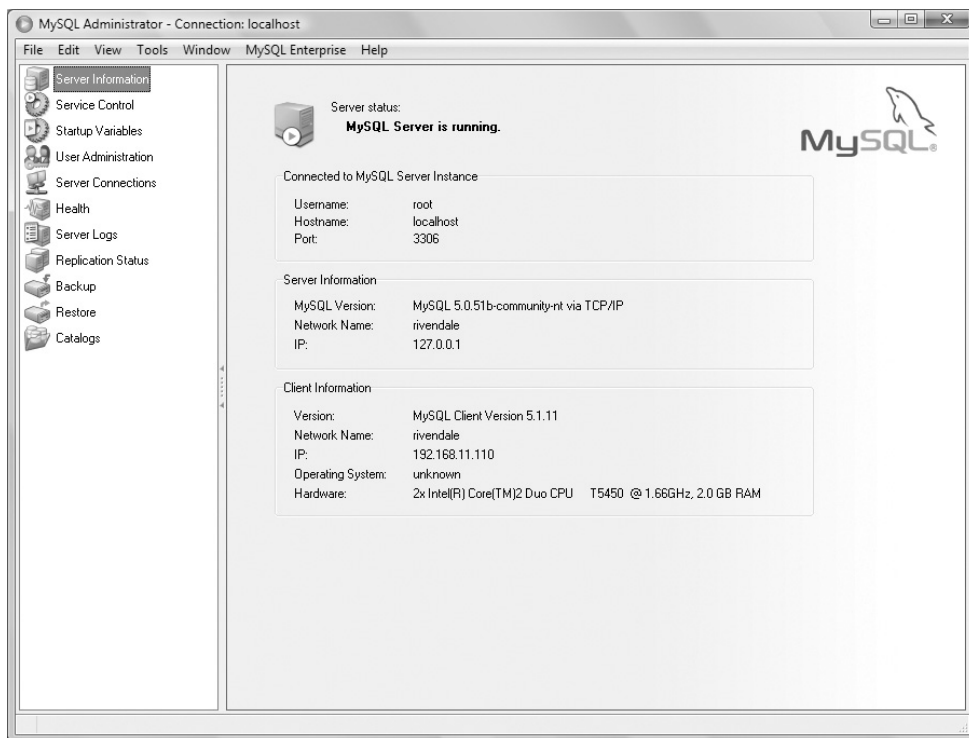 MySQL Administrator - Connection: localhost
File Edit View Tools Window MySQL Enterprise Help
Server Information
Service Control
Startup Variables
User Administration
Server Connections
Health
Server Logs
Replication Status
Backup
Restore
Catalogs
Server status:
MySQL Server is running.
MySQL®
Connected to MySQL Server Instance
Username: root
Hostname: localhost
Port: 3306
Server Information
MySQL Version: MySQL 5.0.51b-community-nt via TCP/IP
Network Name: rivendale
IP: 127.0.0.1
Client Information
Version: MySQL Client Version 5.1.11
Network Name: rivendale
IP: 192.168.11.110
Operating System: unknown
Hardware: 2x Intel(R) Core(TM)2 Duo CPU T5450 @ 1.66GHz, 2.0 GB RAM